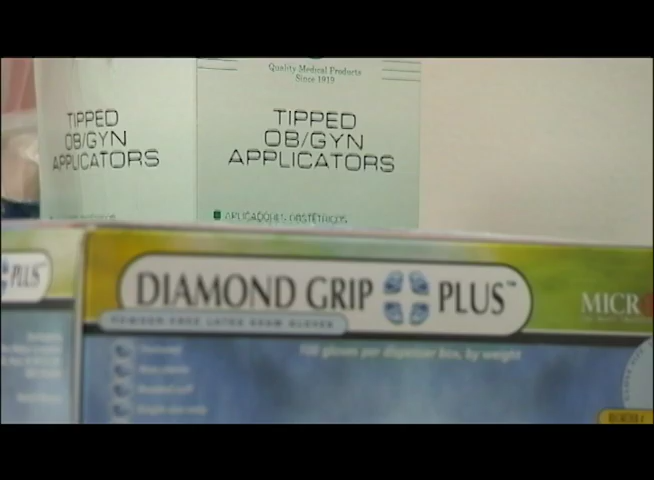 Quality Medical Products
Since 1919
TIPPED
OB/GYN
APPLICATORS
TIPPED
OB/GYN
APPLICATORS
APLICADORES OBSTÉTRICOS
PLUS
DIAMOND GRIP PLUS™
POWDER-FREE LATEX EXAM GLOVES
MICR
100 gloves per dispenser box, by weight